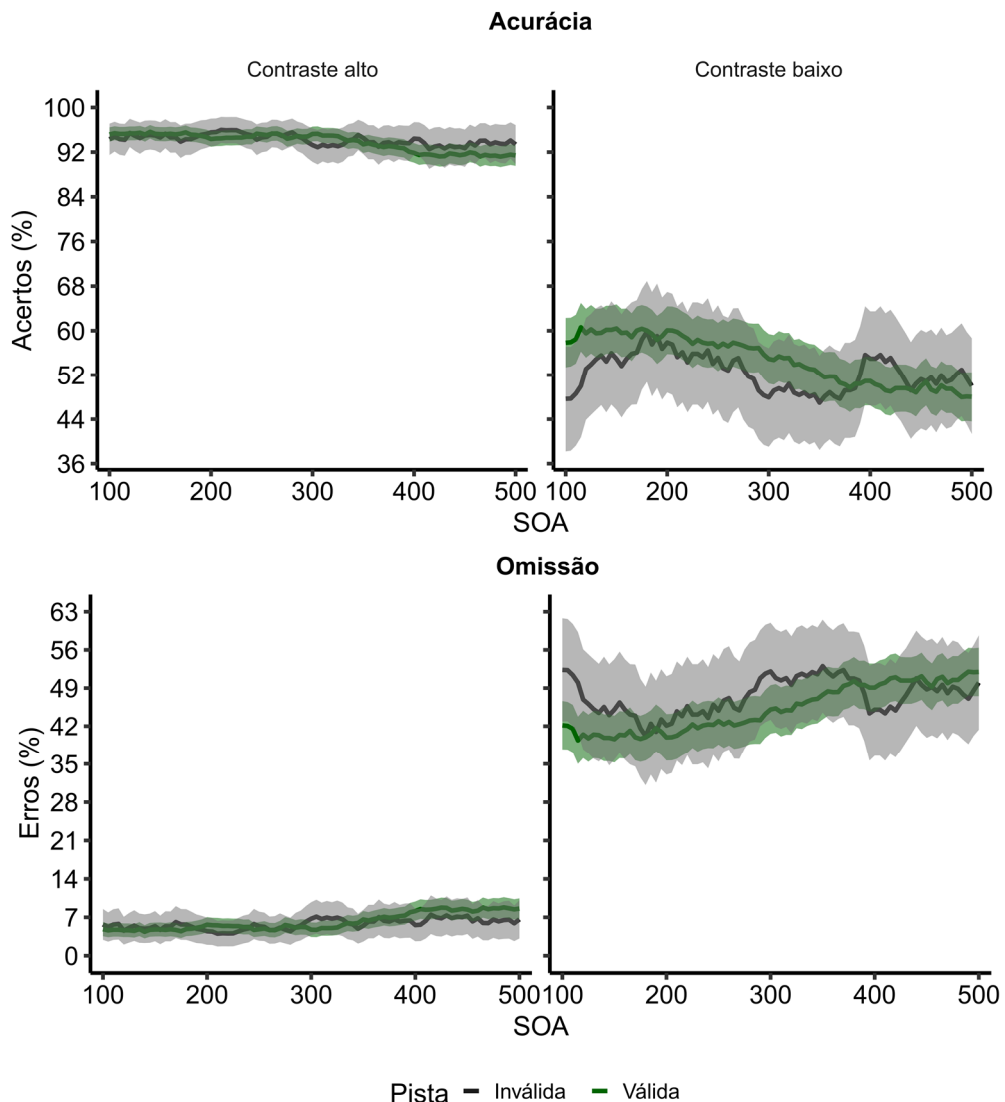 Acurácia
Contraste alto
Contraste baixo
Acertos (%)
100
92
84
76
68
60
52
44
36
100 200 300 400 500
100 200 300 400 500
SOA
Omissão
Erros (%)
63
56
49
42
35
28
21
14
7
0
100 200 300 400 500
100 200 300 400 500
SOA
Pista Inválida Válida